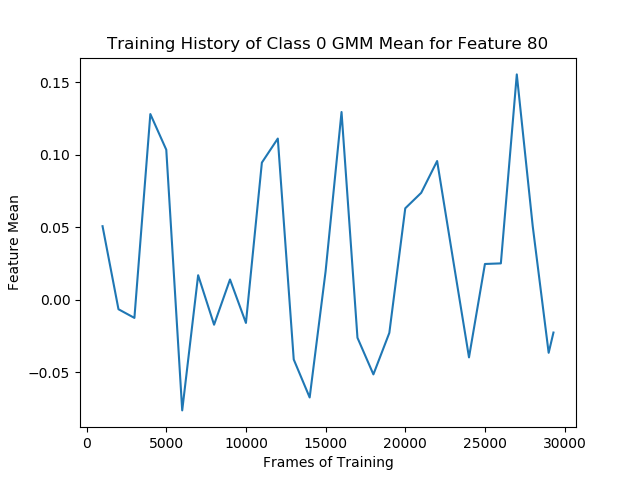 Training History of Class 0 GMM Mean for Feature 80
0.15
0.10
0.05
0.00
−0.05
Feature Mean
0 5000 10000 15000 20000 25000 30000
Frames of Training